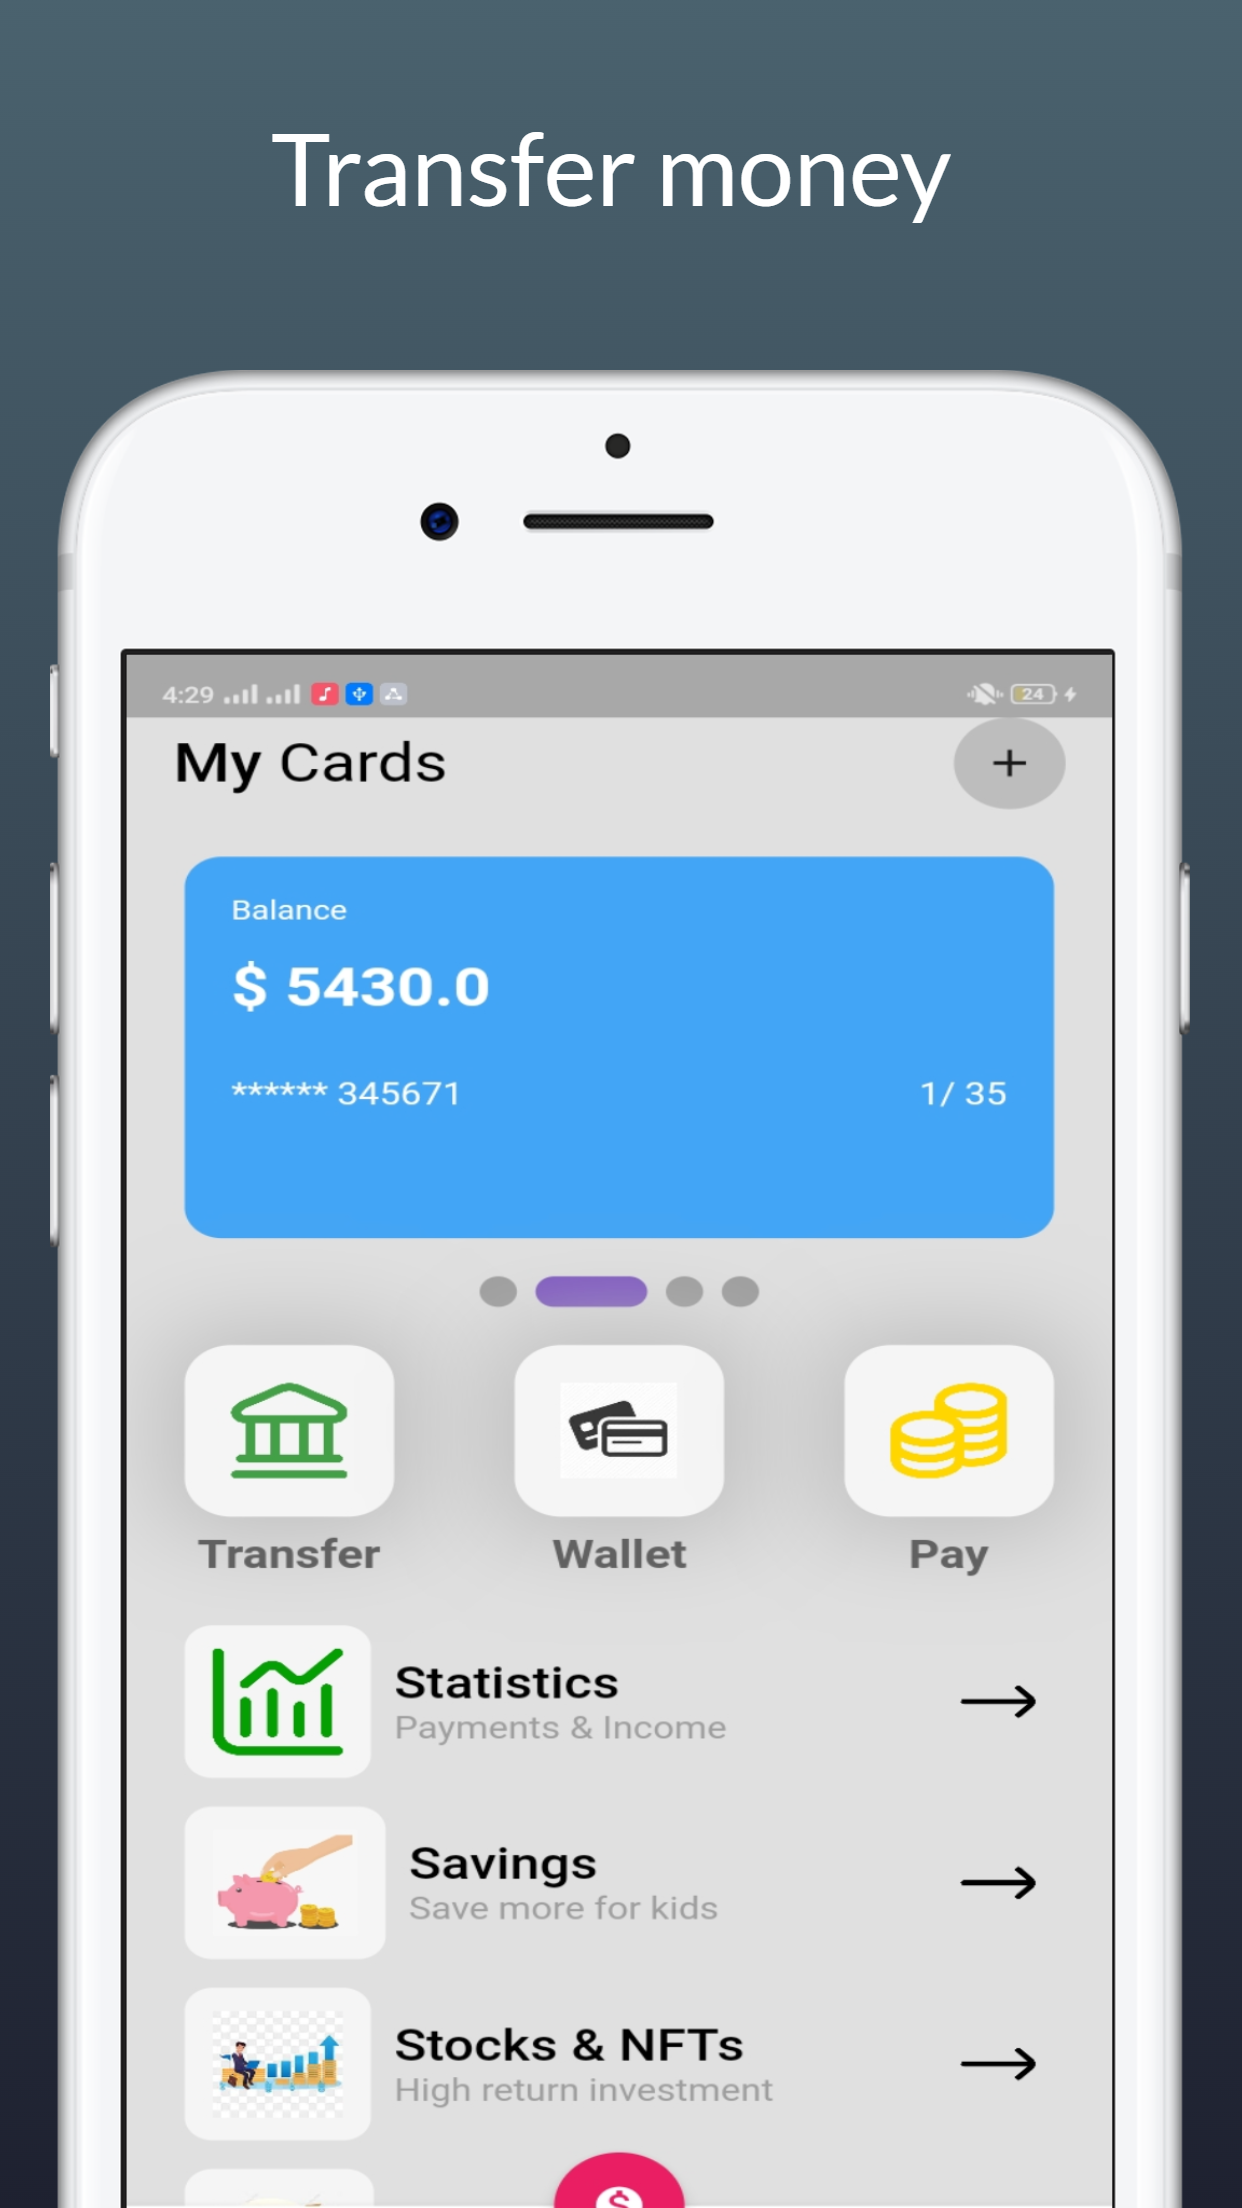 Transfer money
4:29
24
My Cards
+
Balance
$ 5430.0
****** 345671
1/ 35
Transfer
Wallet
Pay
Statistics
Payments & Income
Savings
Save more for kids
Stocks & NFTs
High return investment
$